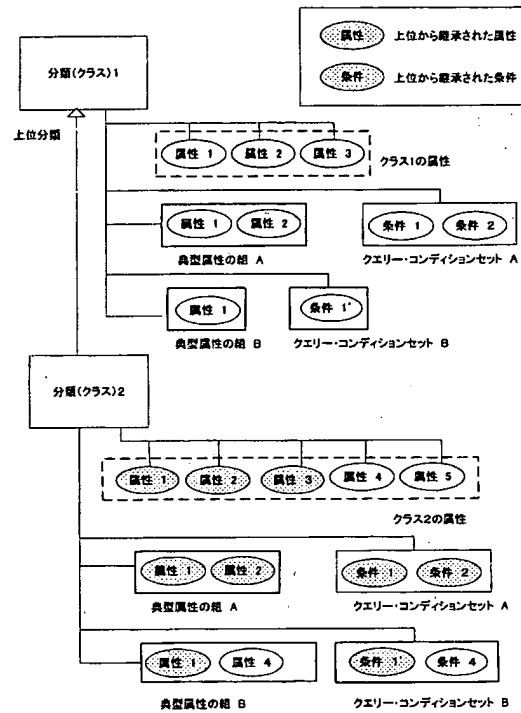 属性 上位から継承された属性
条件 上位から継承された条件
分類(クラス)1
上位分類
属性 1 属性 2 属性 3
クラス1の属性
属性 1 属性 2
条件 1 条件 2
典型属性の組 A
クエリー・コンディションセット A
属性 1
条件 1'
典型属性の組 B
クエリー・コンディションセット B
分類(クラス)2
属性 1 属性 2 属性 3 属性 4 属性 5
クラス2の属性
属性 1 属性 2
条件 1 条件 2
典型属性の組 A
クエリー・コンディションセット A
属性 1 属性 4
条件 1' 条件 4
典型属性の組 B
クエリー・コンディションセット B